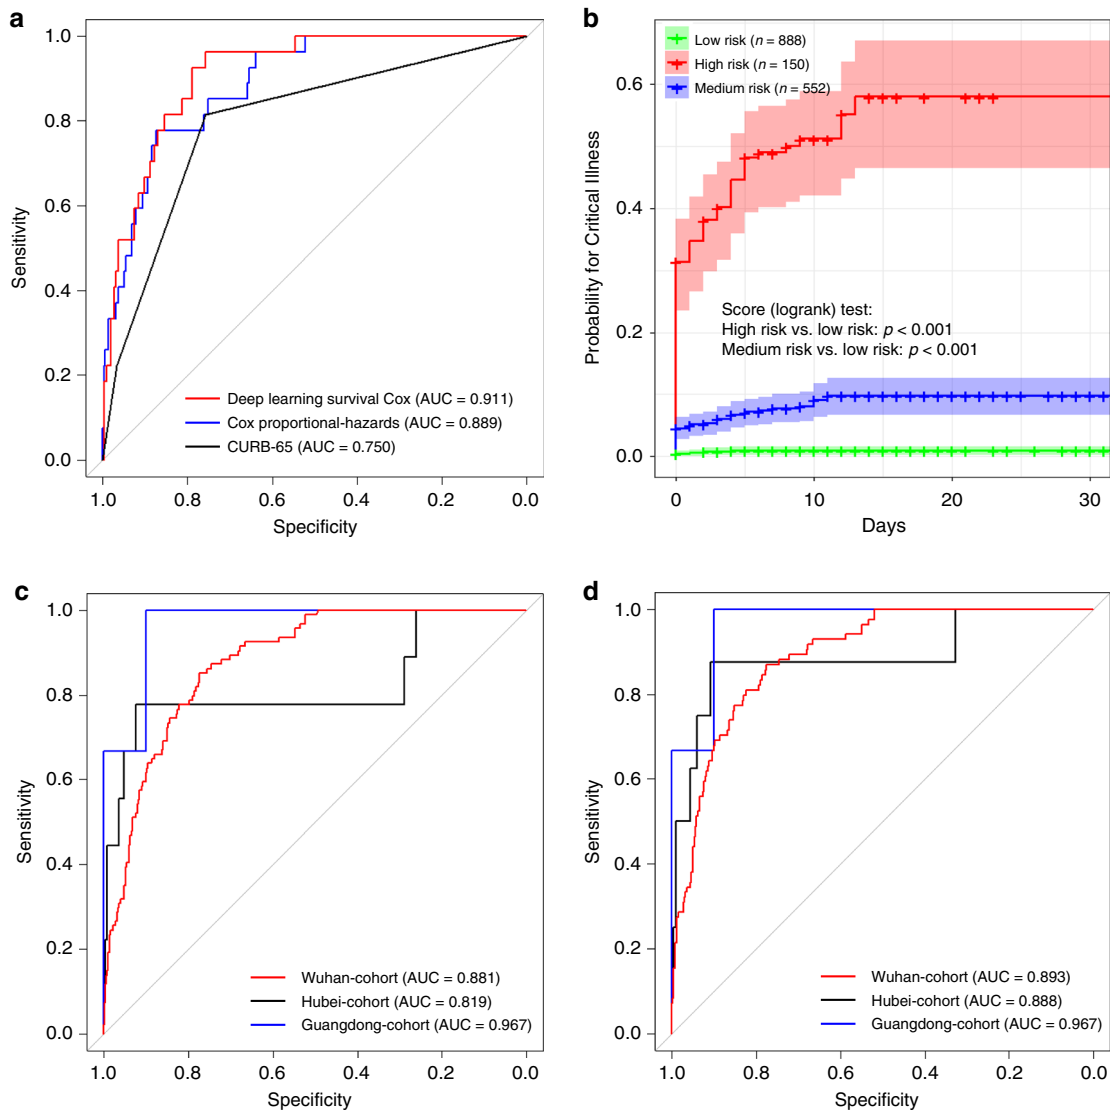 a
1.0
0.8
0.6
0.4
0.2
0.0
Sensitivity
Deep learning survival Cox (AUC = 0.911)
Cox proportional-hazards (AUC = 0.889)
CURB-65 (AUC = 0.750)
1.0 0.8 0.6 0.4 0.2 0.0
Specificity
b
Low risk (n = 888)
High risk (n = 150)
Medium risk (n = 552)
0.6
0.4
0.2
0.0
Probability for Critical Illness
Score (logrank) test:
High risk vs. low risk: p < 0.001
Medium risk vs. low risk: p < 0.001
0 10 20 30
Days
c
1.0
0.8
0.6
0.4
0.2
0.0
Sensitivity
Wuhan-cohort (AUC = 0.881)
Hubei-cohort (AUC = 0.819)
Guangdong-cohort (AUC = 0.967)
1.0 0.8 0.6 0.4 0.2 0.0
Specificity
d
1.0
0.8
0.6
0.4
0.2
0.0
Sensitivity
Wuhan-cohort (AUC = 0.893)
Hubei-cohort (AUC = 0.888)
Guangdong-cohort (AUC = 0.967)
1.0 0.8 0.6 0.4 0.2 0.0
Specificity